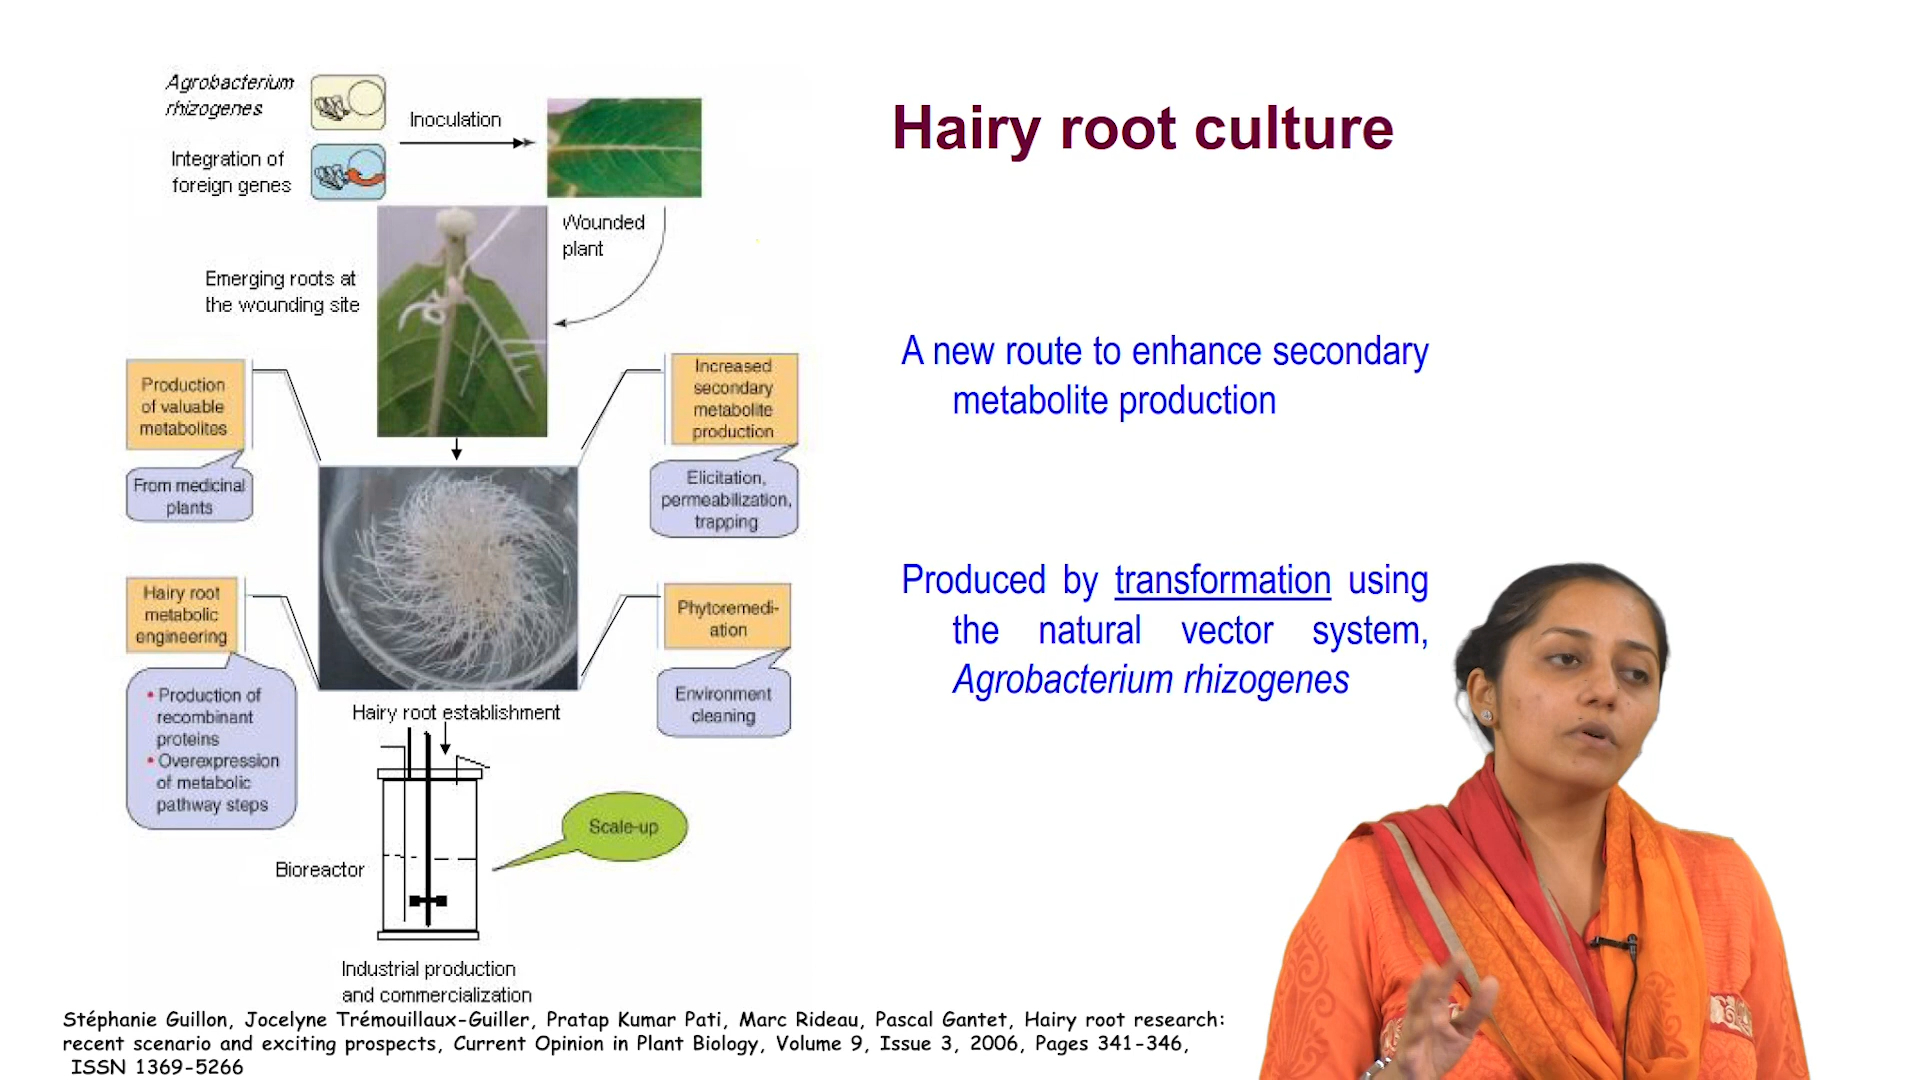 Agrobacterium
rhizogenes
Inoculation
Integration of
foreign genes
Wounded
plant
Emerging roots at
the wounding site
Production
of valuable
metabolites
From medicinal
plants
Increased
secondary
metabolite
production
Elicitation,
permeabilization,
trapping
Hairy root
metabolic
engineering
• Production of
recombinant
proteins
• Overexpression
of metabolic
pathway steps
Phytoremedi-
ation
Environment
cleaning
Hairy root establishment
Scale-up
Bioreactor
Industrial production
and commercialization
Hairy root culture
A new route to enhance secondary
metabolite production
Produced by transformation using
the natural vector system,
Agrobacterium rhizogenes
Stéphanie Guillon, Jocelyne Trémouillaux-Guiller, Pratap Kumar Pati, Marc Rideau, Pascal Gantet, Hairy root research:
recent scenario and exciting prospects, Current Opinion in Plant Biology, Volume 9, Issue 3, 2006, Pages 341-346,
ISSN 1369-5266